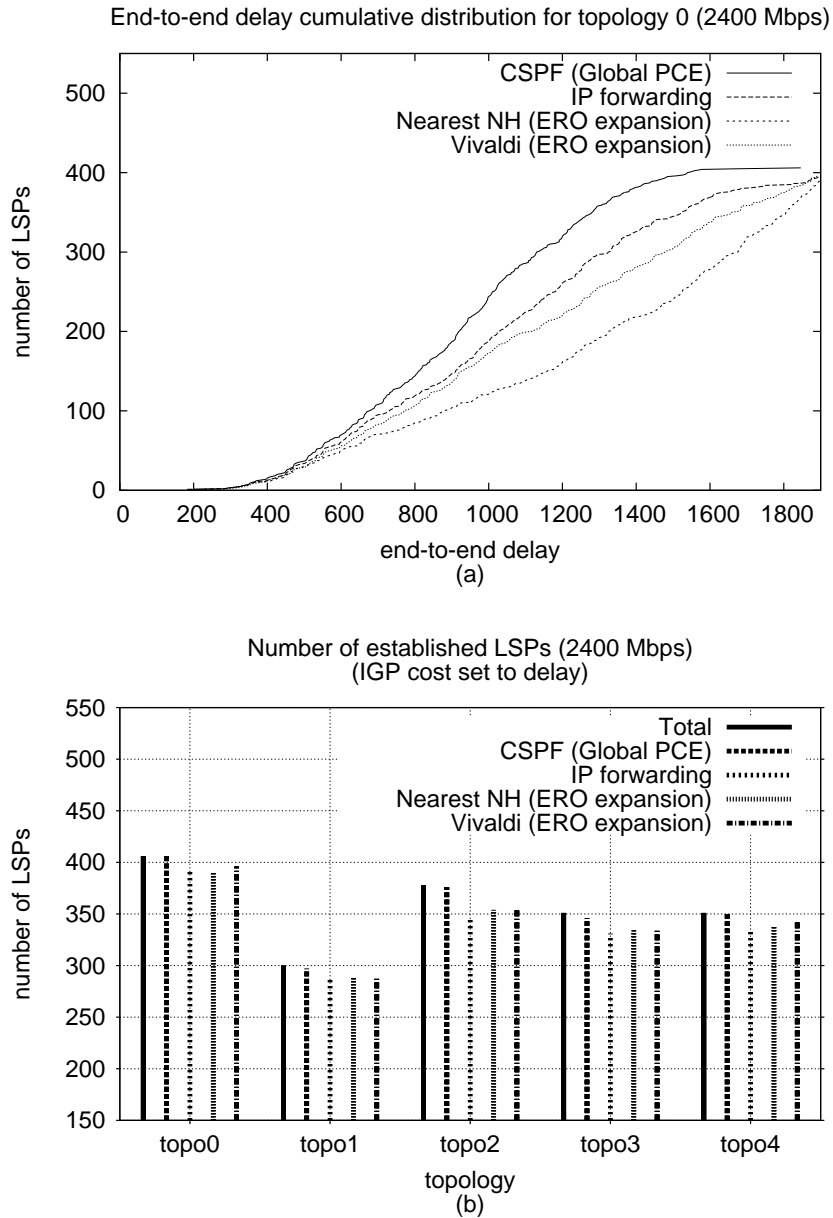 End-to-end delay cumulative distribution for topology 0 (2400 Mbps)
CSPF (Global PCE)
IP forwarding
Nearest NH (ERO expansion)
Vivaldi (ERO expansion)
number of LSPs
500
400
300
200
100
0
0 200 400 600 800 1000 1200 1400 1600 1800
end-to-end delay
(a)
Number of established LSPs (2400 Mbps)
(IGP cost set to delay)
Total
CSPF (Global PCE)
IP forwarding
Nearest NH (ERO expansion)
Vivaldi (ERO expansion)
number of LSPs
550
500
450
400
350
300
250
200
150
topo0 topo1 topo2 topo3 topo4
topology
(b)